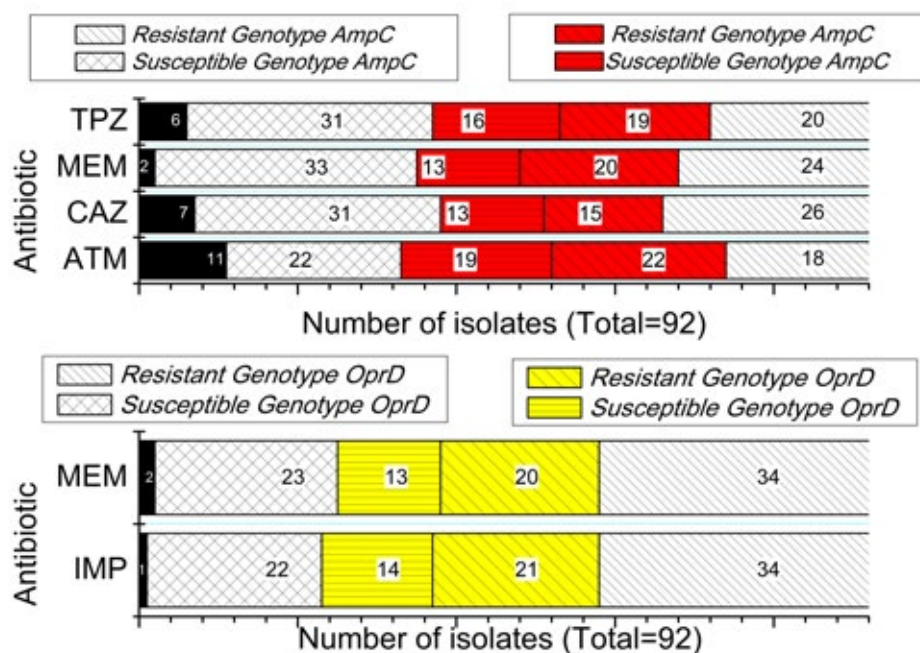 Resistant Genotype AmpC
Susceptible Genotype AmpC
Resistant Genotype AmpC
Susceptible Genotype AmpC
Antibiotic
TPZ 6 31 16 19 20
MEM 2 33 13 20 24
CAZ 7 31 13 15 26
ATM 11 22 19 22 18
Number of isolates (Total=92)
Resistant Genotype OprD
Susceptible Genotype OprD
Resistant Genotype OprD
Susceptible Genotype OprD
Antibiotic
MEM 2 23 13 20 34
IMP 1 22 14 21 34
Number of isolates (Total=92)